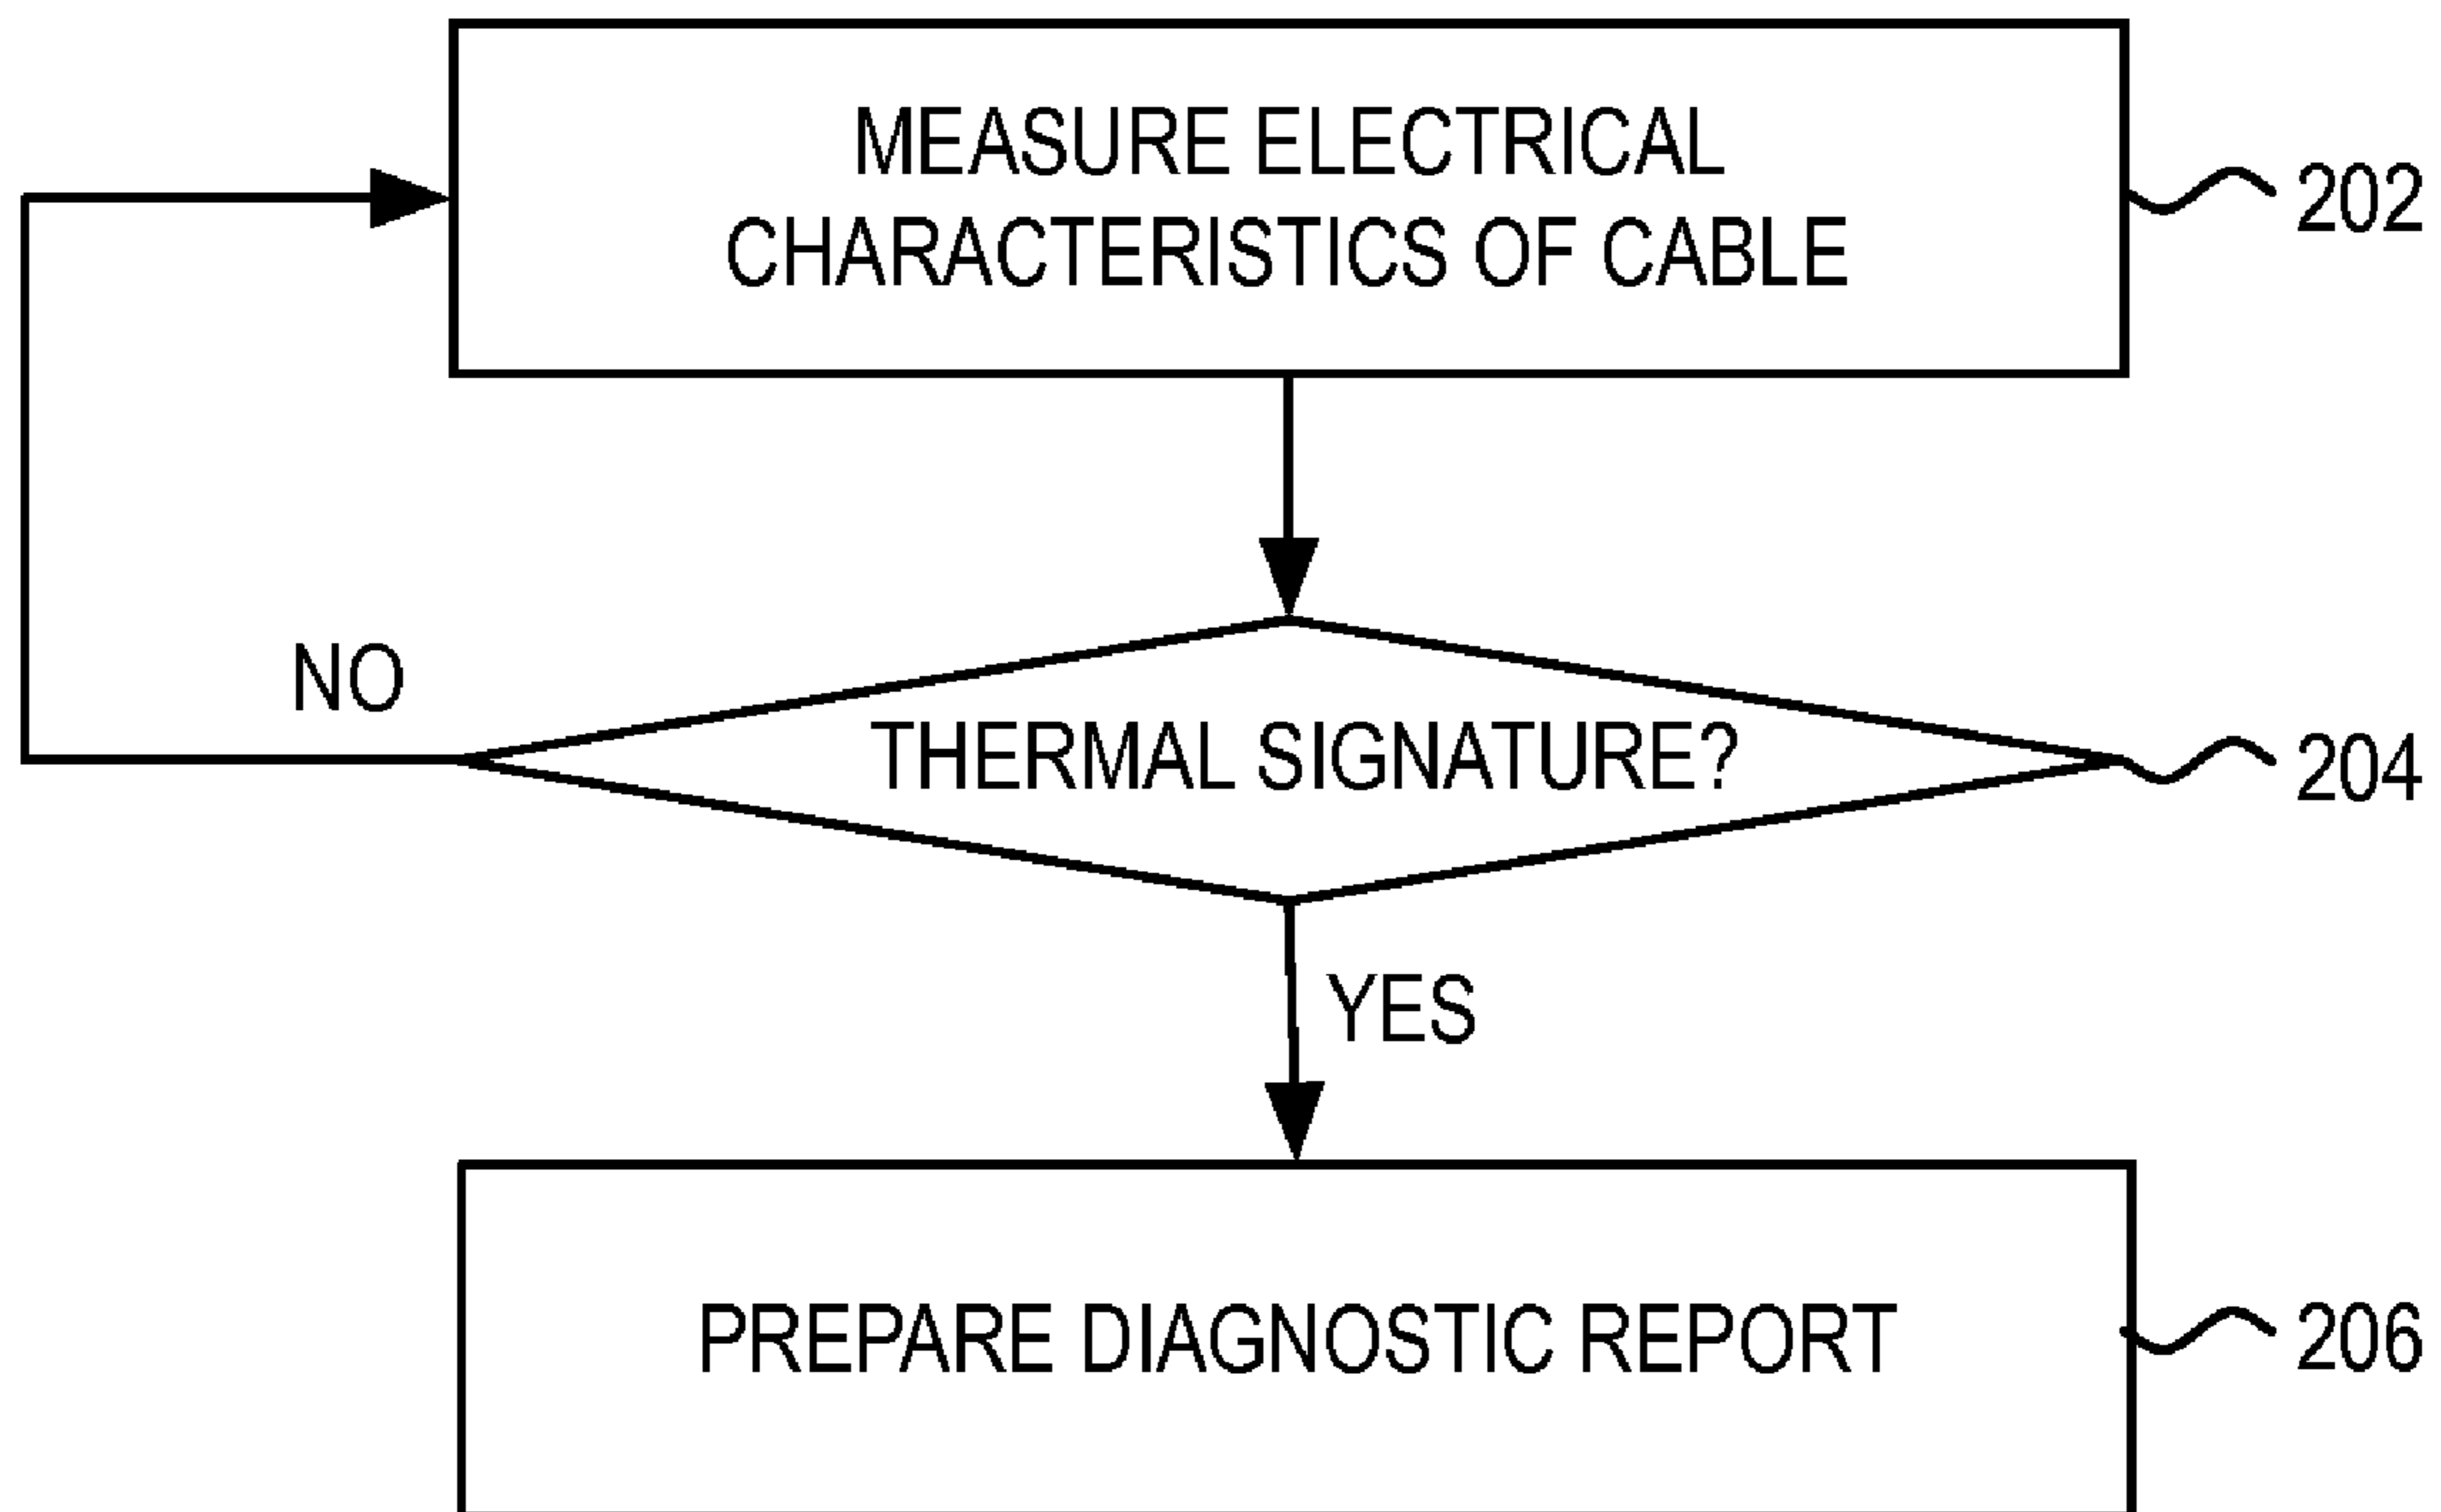 MEASURE ELECTRICAL
CHARACTERISTICS OF CABLE
202
NO
THERMAL SIGNATURE?
204
YES
PREPARE DIAGNOSTIC REPORT
206